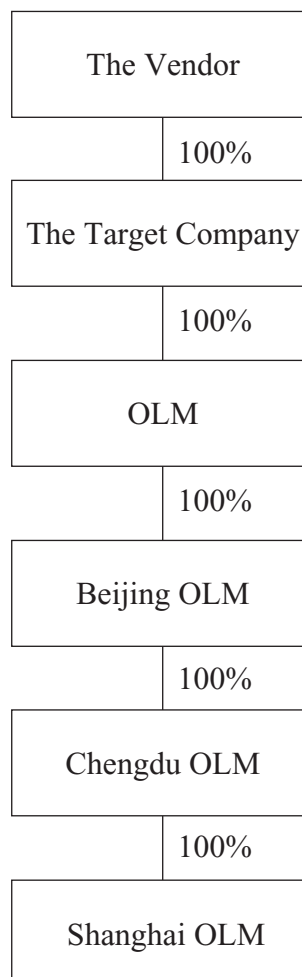 The Vendor
100%
The Target Company
100%
OLM
100%
Beijing OLM
100%
Chengdu OLM
100%
Shanghai OLM